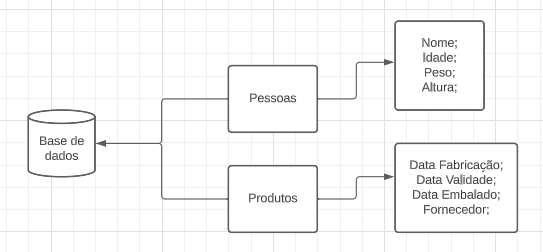 Base de
dados
Pessoas
Nome;
Idade;
Peso;
Altura;
Produtos
Data Fabricação;
Data Validade;
Data Embalado;
Fornecedor;